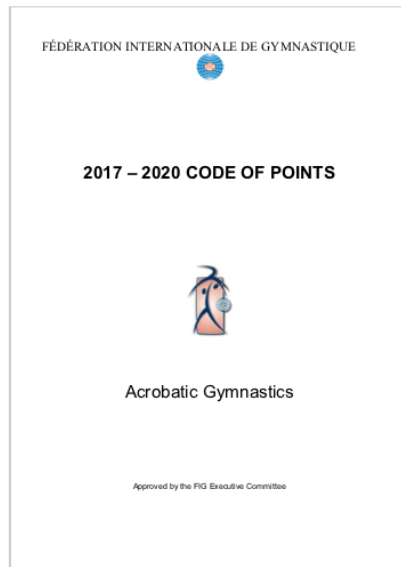 FÉDÉRATION INTERNATIONALE DE GYMNASTIQUE
2017 – 2020 CODE OF POINTS
Acrobatic Gymnastics
Approved by the FIG Executive Committee